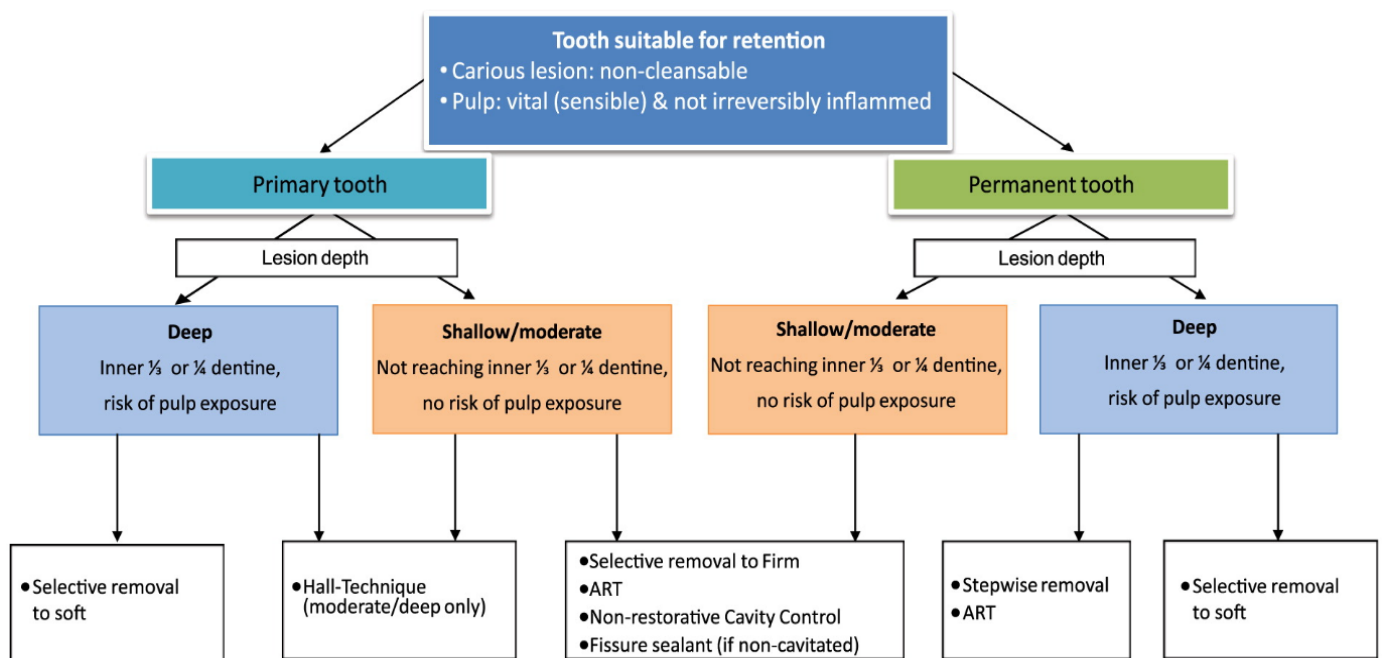 Tooth suitable for retention
• Carious lesion: non-cleansable
• Pulp: vital (sensible) & not irreversibly inflammed
Primary tooth
Permanent tooth
Lesion depth
Lesion depth
Deep
Inner ⅓ or ¼ dentine,
risk of pulp exposure
Shallow/moderate
Not reaching inner ⅓ or ¼ dentine,
no risk of pulp exposure
Shallow/moderate
Not reaching inner ⅓ or ¼ dentine,
no risk of pulp exposure
Deep
Inner ⅓ or ¼ dentine,
risk of pulp exposure
•Selective removal
to soft
•Hall-Technique
(moderate/deep only)
•Selective removal to Firm
•ART
•Non-restorative Cavity Control
•Fissure sealant (if non-cavitated)
•Stepwise removal
•ART
•Selective removal
to soft